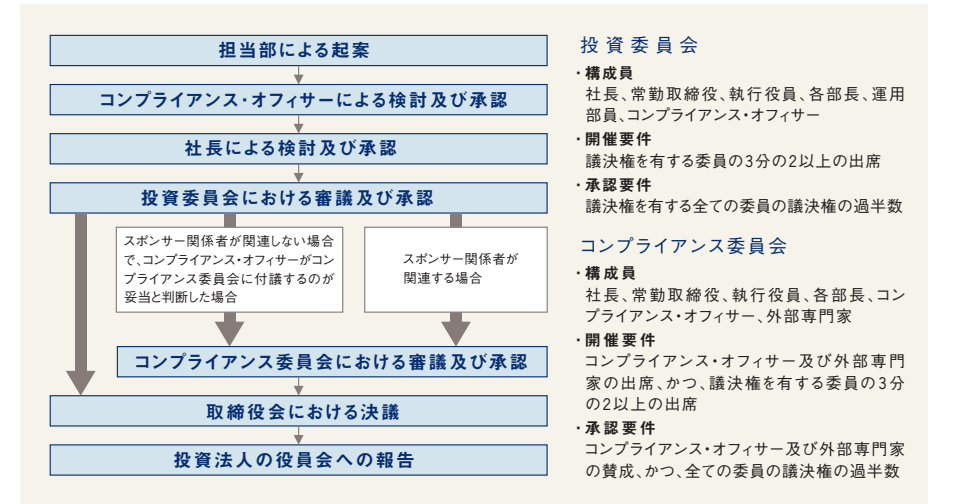 担当部による起案
コンプライアンス・オフィサーによる検討及び承認
社長による検討及び承認
投資委員会における審議及び承認
スポンサー関係者が関連しない場合
で、コンプライアンス・オフィサーがコン
プライアンス委員会に付議するのが
妥当と判断した場合
スポンサー関係者が
関連する場合
コンプライアンス委員会における審議及び承認
取締役会における決議
投資法人の役員会への報告
投資委員会
・構成員
社長、常勤取締役、執行役員、各部長、運用
部員、コンプライアンス・オフィサー
・開催要件
議決権を有する委員の3分の2以上の出席
・承認要件
議決権を有する全ての委員の議決権の過半数
コンプライアンス委員会
・構成員
社長、常勤取締役、執行役員、各部長、コン
プライアンス・オフィサー、外部専門家
・開催要件
コンプライアンス・オフィサー及び外部専門
家の出席、かつ、議決権を有する委員の3分
の2以上の出席
・承認要件
コンプライアンス・オフィサー及び外部専門家
の賛成、かつ、全ての委員の議決権の過半数